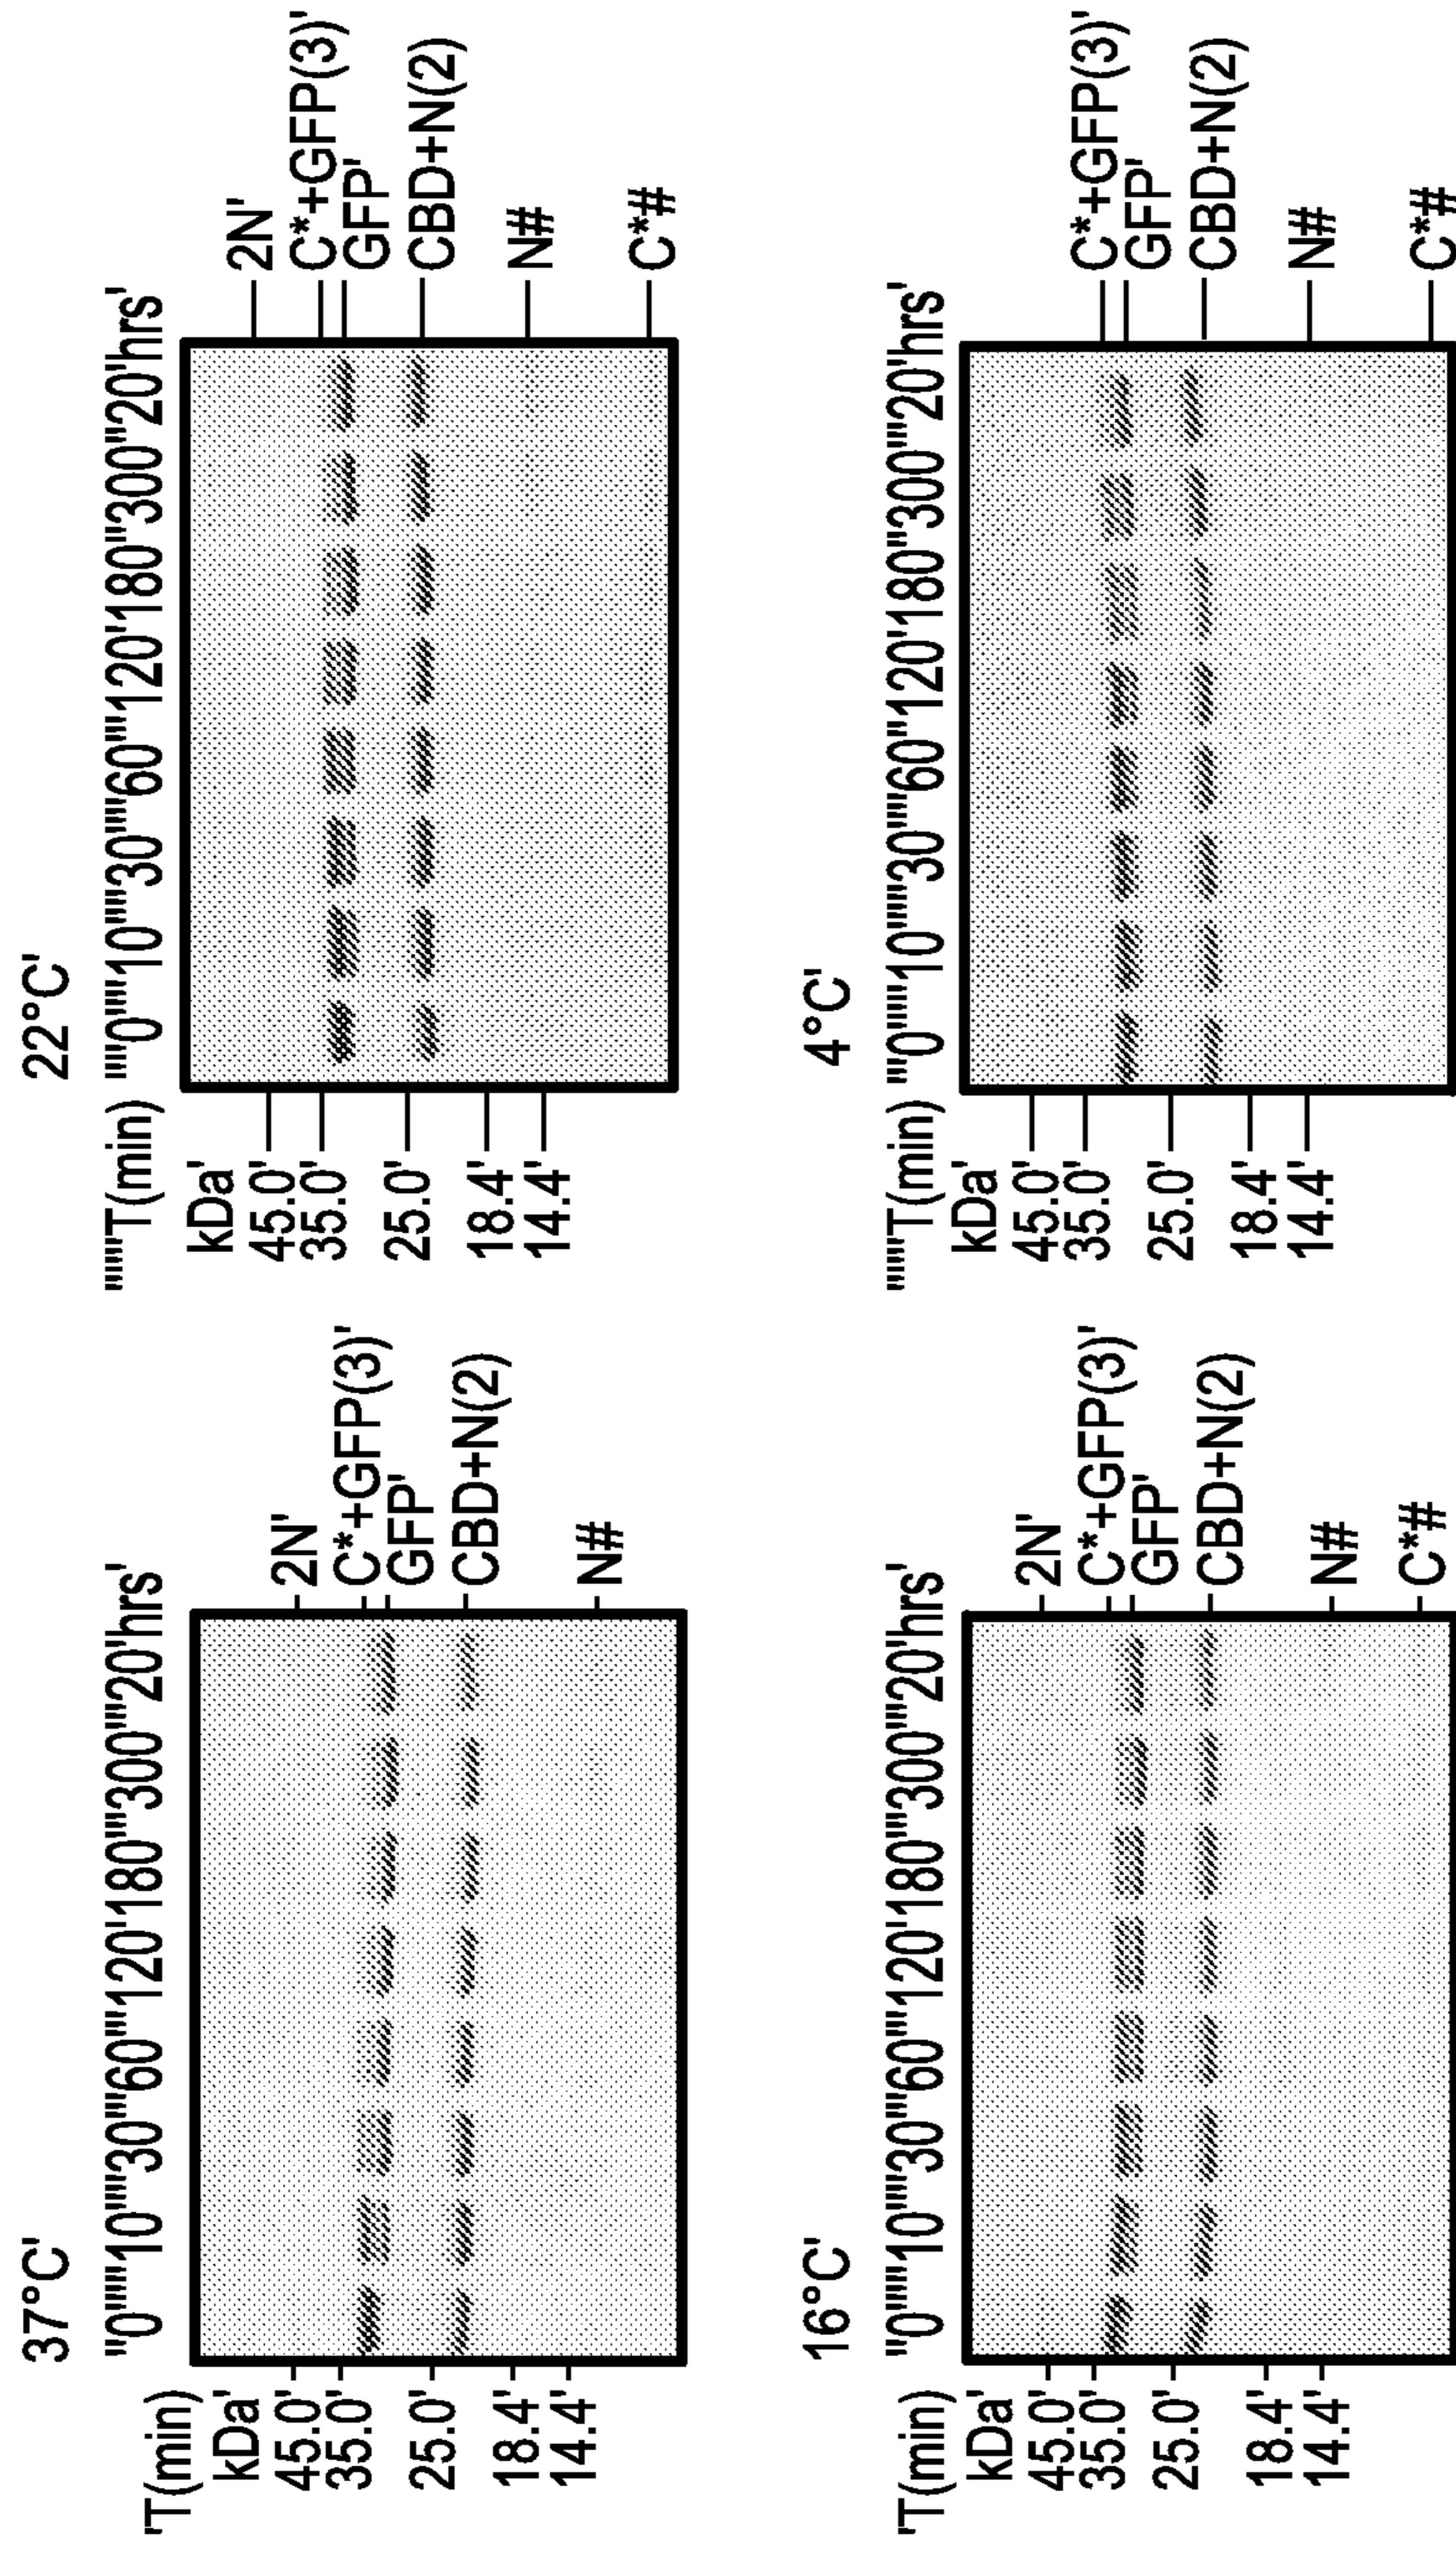 37°C'
'T(min) "0"""10""'30""'60""'120'180"'300"'20'hrs'
kDa'
45.0'
35.0'
25.0'
18.4'
14.4'
2N'
C*+GFP(3)'
GFP'
CBD+N(2)
N#
22°C'
"""'T(min) ""'0""'"10""'"30""'"60"'"120'180"300"20'hrs'
kDa'
45.0'
35.0'
25.0'
18.4'
14.4'
2N'
C*+GFP(3)'
GFP'
CBD+N(2)
N#
C*#
16°C'
'T(min) "0"""10""'30""'60""'120'180"'300"'20'hrs'
kDa'
45.0'
35.0'
25.0'
18.4'
14.4'
2N'
C*+GFP(3)'
GFP'
CBD+N(2)
N#
C*#
4°C'
"""'T(min) ""'0""'"10""'"30""'60""'120'180"300"'20'hrs'
kDa'
45.0'
35.0'
25.0'
18.4'
14.4'
C*+GFP(3)'
GFP'
CBD+N(2)
N#
C*#